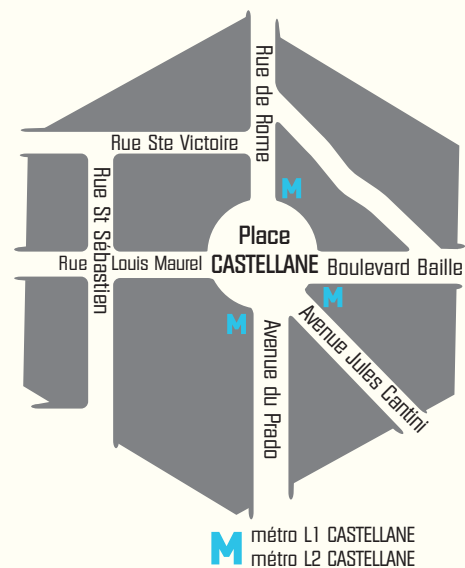 Rue de Rome
Rue Ste Victoire
Rue St Sébastien
M
Place
CASTELLANE
Rue Louis Maurel
Boulevard Baille
M
M
Avenue du Prado
Avenue Jules Cantini
M métro L1 CASTELLANE
métro L2 CASTELLANE